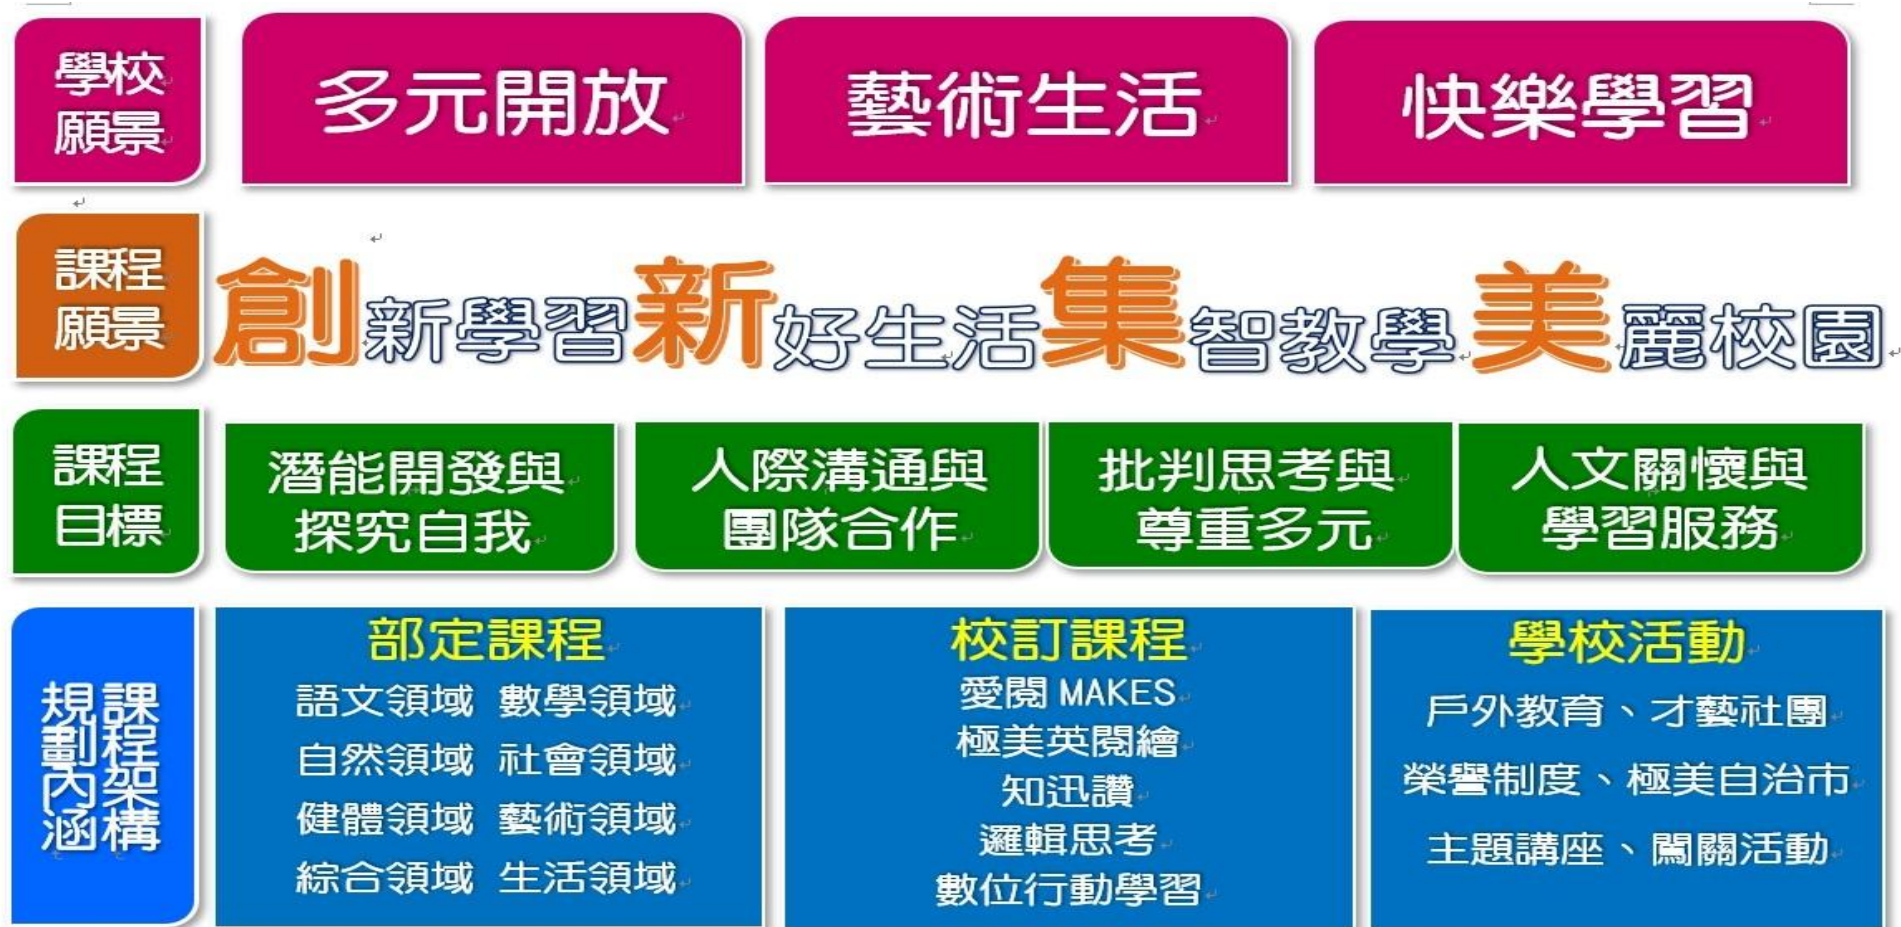 學校
願景
多元開放
藝術生活
快樂學習
課程
願景
創新學習新好生活集智教學美麗校園
課程
目標
潛能開發與
探究自我
人際溝通與
團隊合作
批判思考與
尊重多元
人文關懷與
學習服務
課程架構
規劃內涵
部定課程
語文領域 數學領域
自然領域 社會領域
健體領域 藝術領域
綜合領域 生活領域
校訂課程
愛閱 MAKES
極美英閱繪
知迅讚
邏輯思考
數位行動學習
學校活動
戶外教育、才藝社團
榮譽制度、極美自治市
主題講座、闖關活動